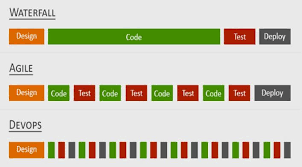 WATERFALL
Design Code Test Deploy
AGILE
Design Code Test Code Test Code Test Code Test Deploy
DEVOPS
Design